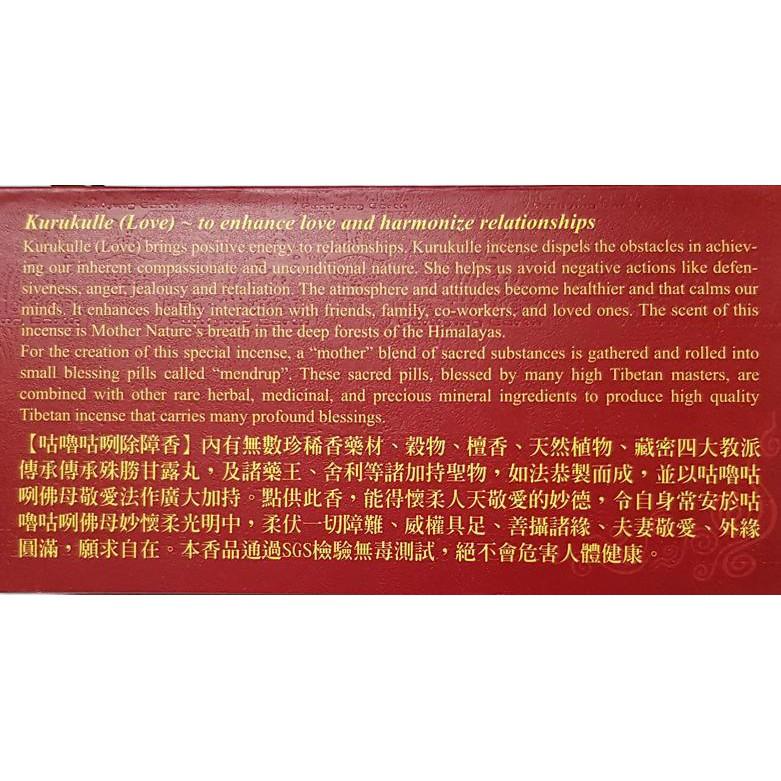 Kurukulle (Love) ~ to enhance love and harmonize relationships
Kurukulle (Love) brings positive energy to relationships. Kurukulle incense dispels the obstacles in achiev-
ing our inherent compassionate and unconditional nature. She helps us avoid negative actions like defen-
siveness, anger, jealousy and retaliation. The atmosphere and attitudes become healthier and that calms our
minds. It enhances healthy interaction with friends, family, co-workers, and loved ones. The scent of this
incense is Mother Nature's breath in the deep forests of the Himalayas.
For the creation of this special incense, a “mother” blend of sacred substances is gathered and rolled into
small blessing pills called “mendrup”. These sacred pills, blessed by many high Tibetan masters, are
combined with other rare herbal, medicinal, and precious mineral ingredients to produce high quality
Tibetan incense that carries many profound blessings.
【咕嚕咕咧除障香】內有無數珍稀香藥材、穀物、檀香、天然植物、藏密四大教派
傳承傳承殊勝甘露丸，及諸藥王、舍利等諸加持聖物，如法恭製而成，並以咕嚕咕
咧佛母敬愛法作廣大加持。點供此香，能得懷柔人天敬愛的妙德，令自身常安於咕
嚕咕咧佛母妙懷柔光明中，柔伏一切障難、威權具足、善攝諸緣、夫妻敬愛、外緣
圓滿，願求自在。本香品通過SGS檢驗無毒測試，絕不會危害人體健康。